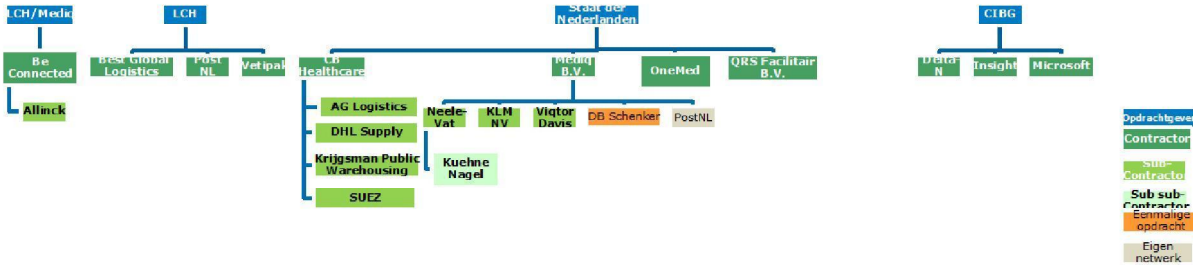 LCH/Mediq
LCH
Staat der
Nederlanden
CIBG
Be
Connected
Best Global
Logistics
Post
NL
Vetipak
CB
Healthcare
Mediq
B.V.
OneMed
QRS Facilitair
B.V.
Delta-
N
Insight
Microsoft
Allinck
AG Logistics
DHL Supply
Krijgsman Public
Warehousing
SUEZ
Neele-
Vat
KLM
NV
Viqtor
Davis
DB Schenker
PostNL
Kuehne
Nagel
Opdrachtgever
Contractor
Sub-
Contractor
Sub sub-
Contractor
Eenmalige
opdracht
Eigen
netwerk